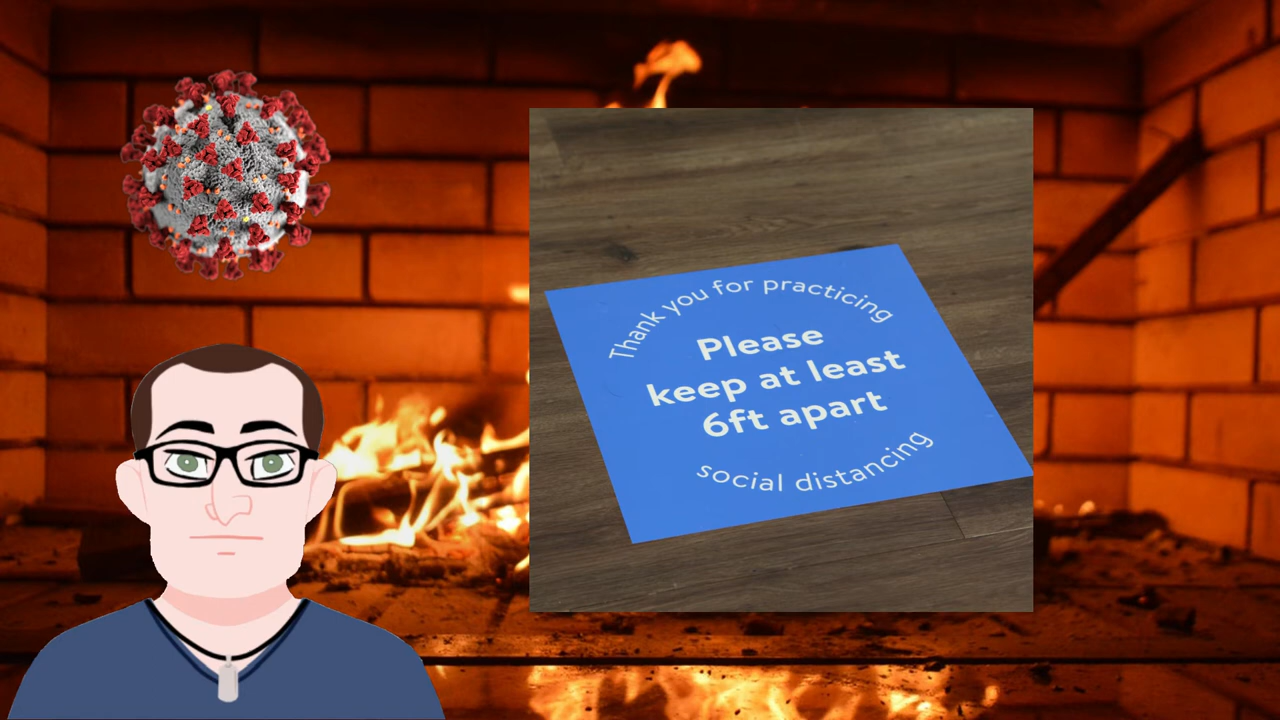 Thank you for practicing
Please
keep at least
6ft apart
social distancing